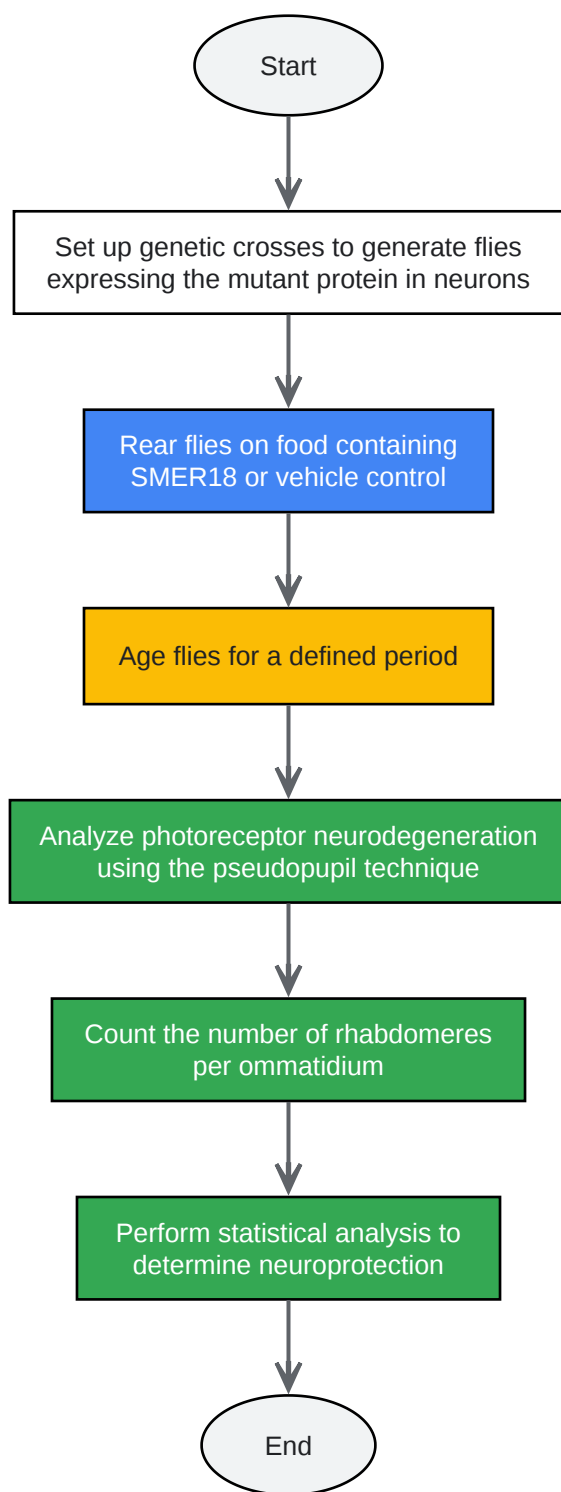 Start
Set up genetic crosses to generate flies
expressing the mutant protein in neurons
Rear flies on food containing
SMER18 or vehicle control
Age flies for a defined period
Analyze photoreceptor neurodegeneration
using the pseudopupil technique
Count the number of rhabdomeres
per ommatidium
Perform statistical analysis to
determine neuroprotection
End